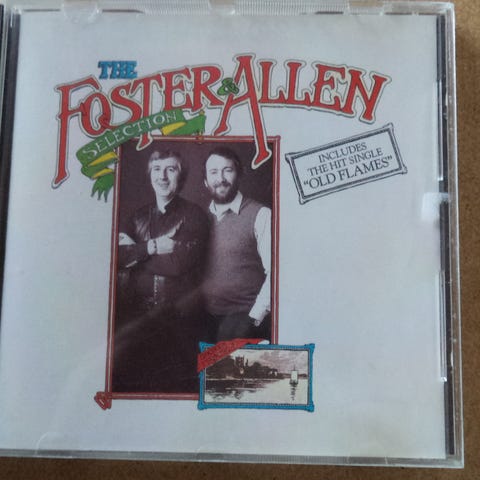 THE
FOSTER & ALLEN
SELECTION
INCLUDES
THE HIT SINGLE
"OLD FLAMES"